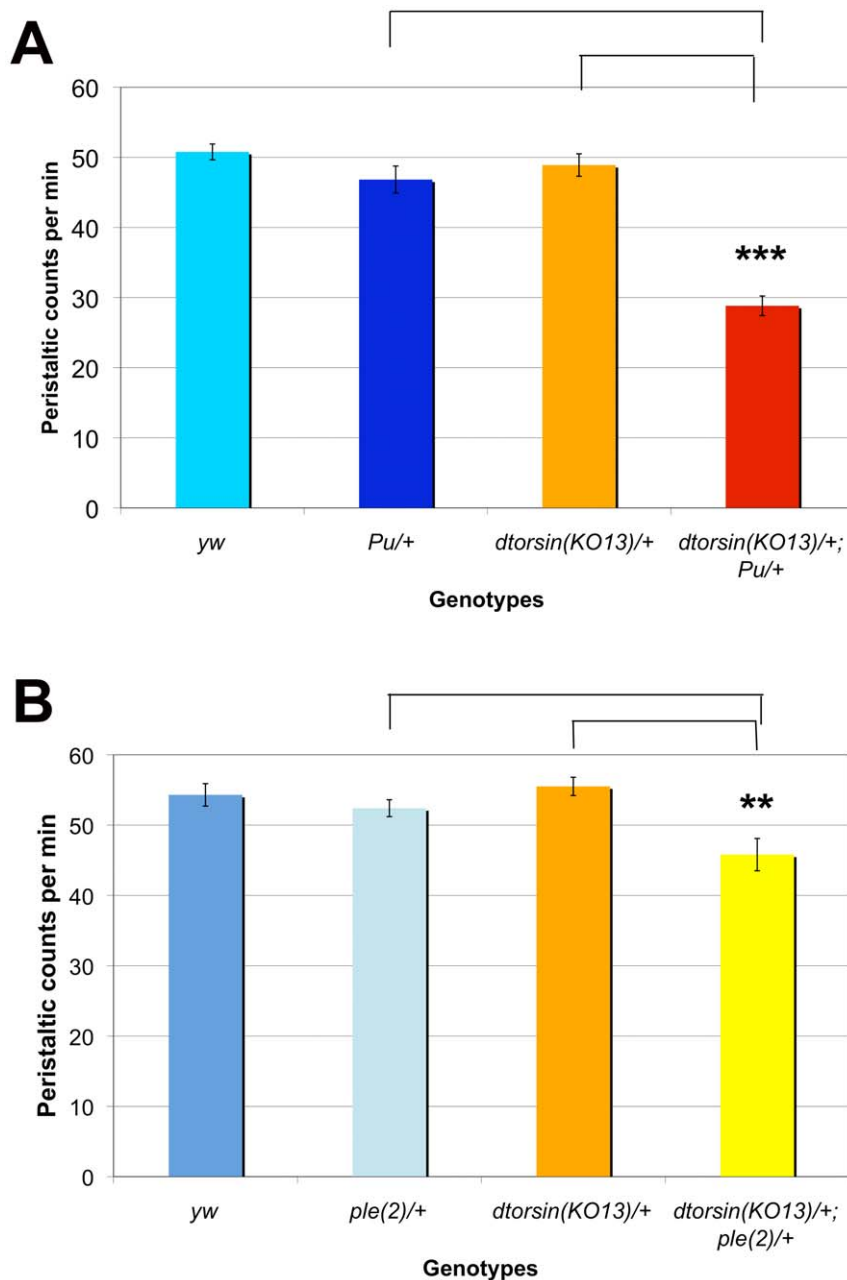 A
Peristaltic counts per min
60
50
40
30
20
10
0
***
yw
Pu/+
dtorsin(KO13)/+
dtorsin(KO13)/+;
Pu/+
Genotypes
B
Peristaltic counts per min
60
50
40
30
20
10
0
**
yw
ple(2)/+
dtorsin(KO13)/+
dtorsin(KO13)/+;
ple(2)/+
Genotypes